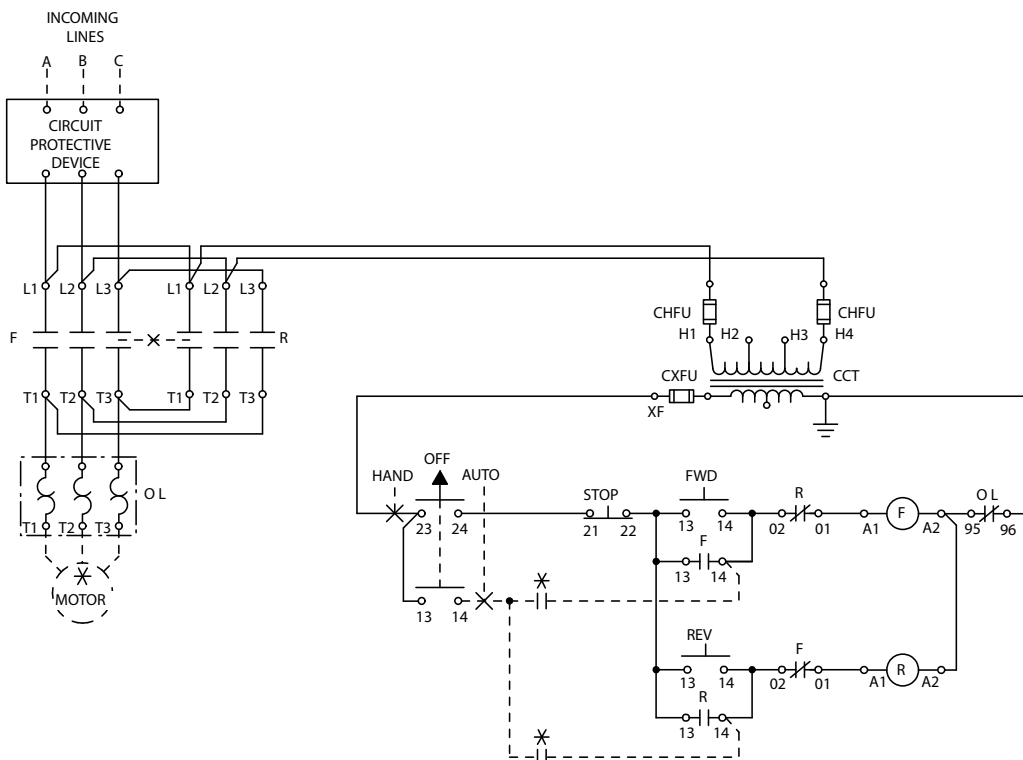 INCOMING
LINES
A B C
CIRCUIT
PROTECTIVE
DEVICE
L1 L2 L3 L1 L2 L3
F R
T1 T2 T3 T1 T2 T3
O L
T1 T2 T3
MOTOR
CHFU CHFU
H1 H2 H3 H4
CXFU CCT
XF
HAND OFF AUTO
23 24
13 14
STOP
21 22
FWD
13 14
R
02 01
A1 F A2
O L
95 96
F
13 14
REV
13 14
F
02 01
A1 R A2
R
13 14